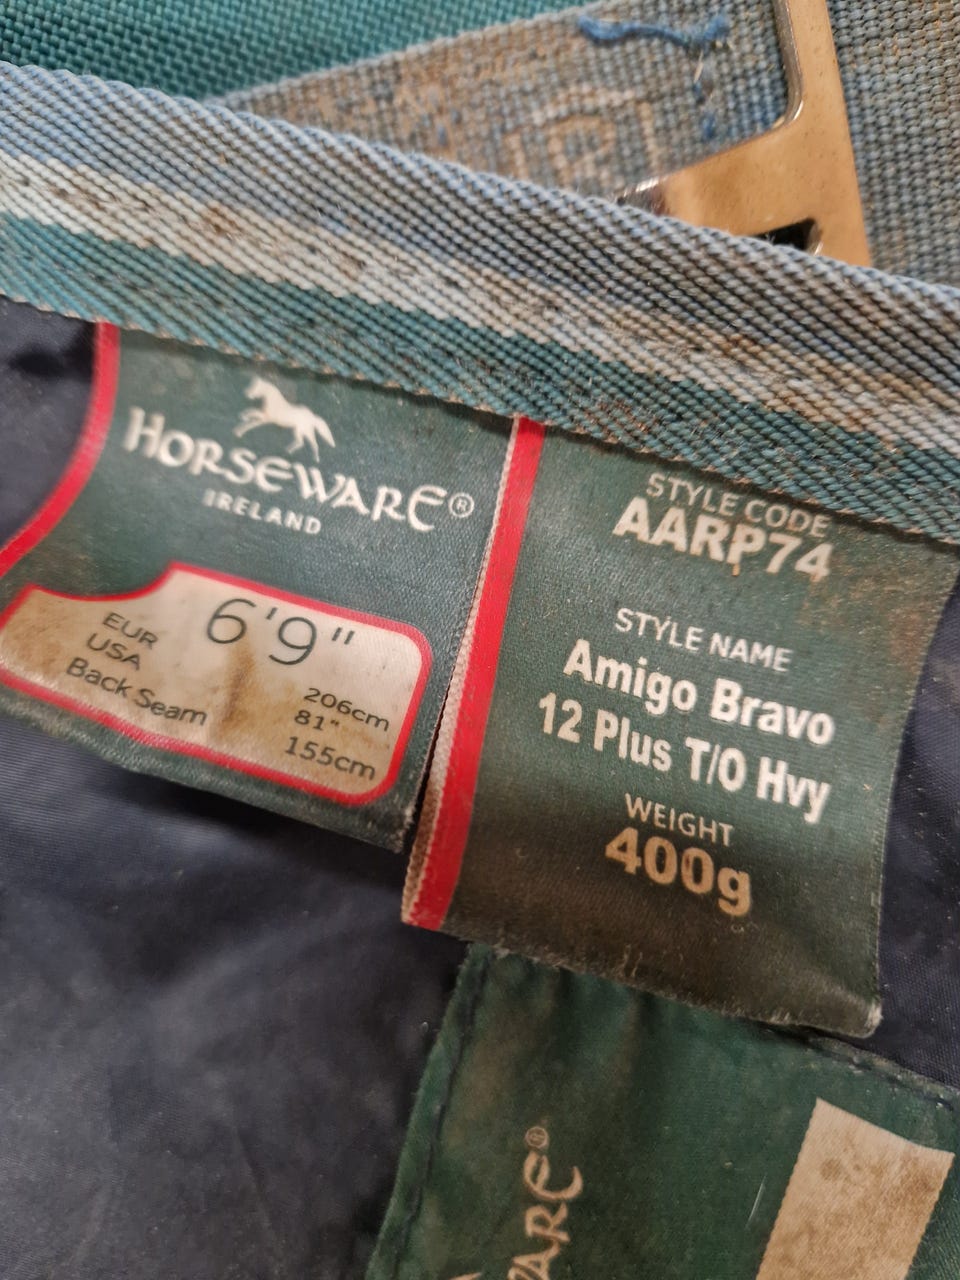 HORSEWARE®
IRELAND
6'9"
EUR 206cm
USA 81"
Back Seam 155cm
STYLE CODE
AARP74
STYLE NAME
Amigo Bravo
12 Plus T/O Hvy
WEIGHT
400g